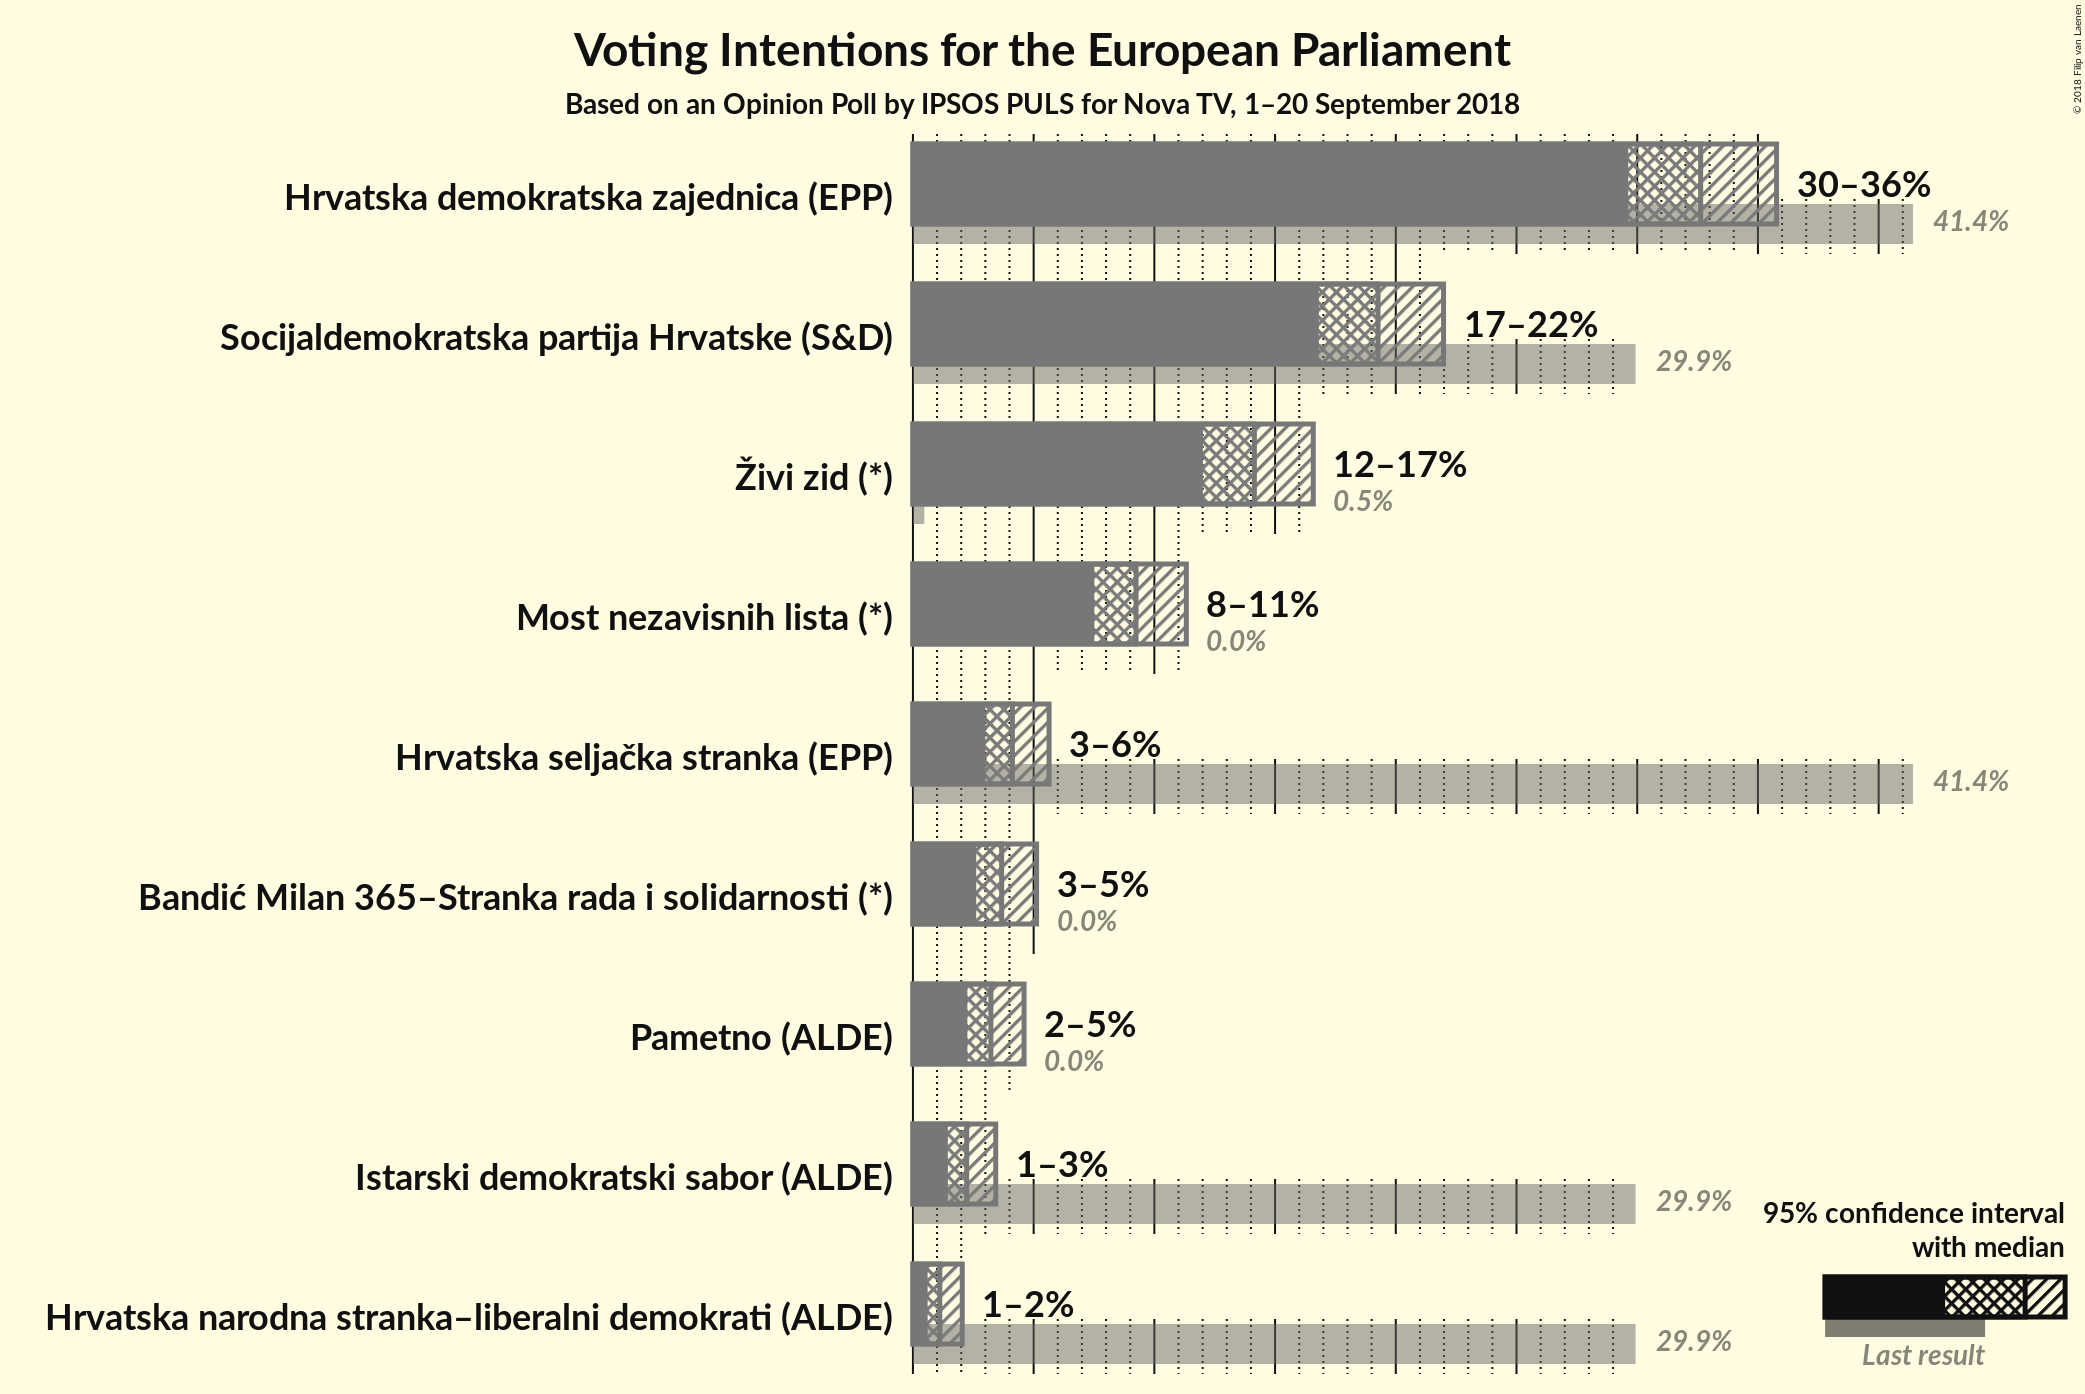 Voting Intentions for the European Parliament
Based on an Opinion Poll by IPSOS PULS for Nova TV, 1–20 September 2018
© 2018 Filip van Laenen
Hrvatska demokratska zajednica (EPP)
30–36%
41.4%
Socijaldemokratska partija Hrvatske (S&D)
17–22%
29.9%
Živi zid (*)
12–17%
0.5%
Most nezavisnih lista (*)
8–11%
0.0%
Hrvatska seljačka stranka (EPP)
3–6%
41.4%
Bandić Milan 365–Stranka rada i solidarnosti (*)
3–5%
0.0%
Pametno (ALDE)
2–5%
0.0%
Istarski demokratski sabor (ALDE)
1–3%
29.9%
Hrvatska narodna stranka–liberalni demokrati (ALDE)
1–2%
29.9%
95% confidence interval
with median
Last result